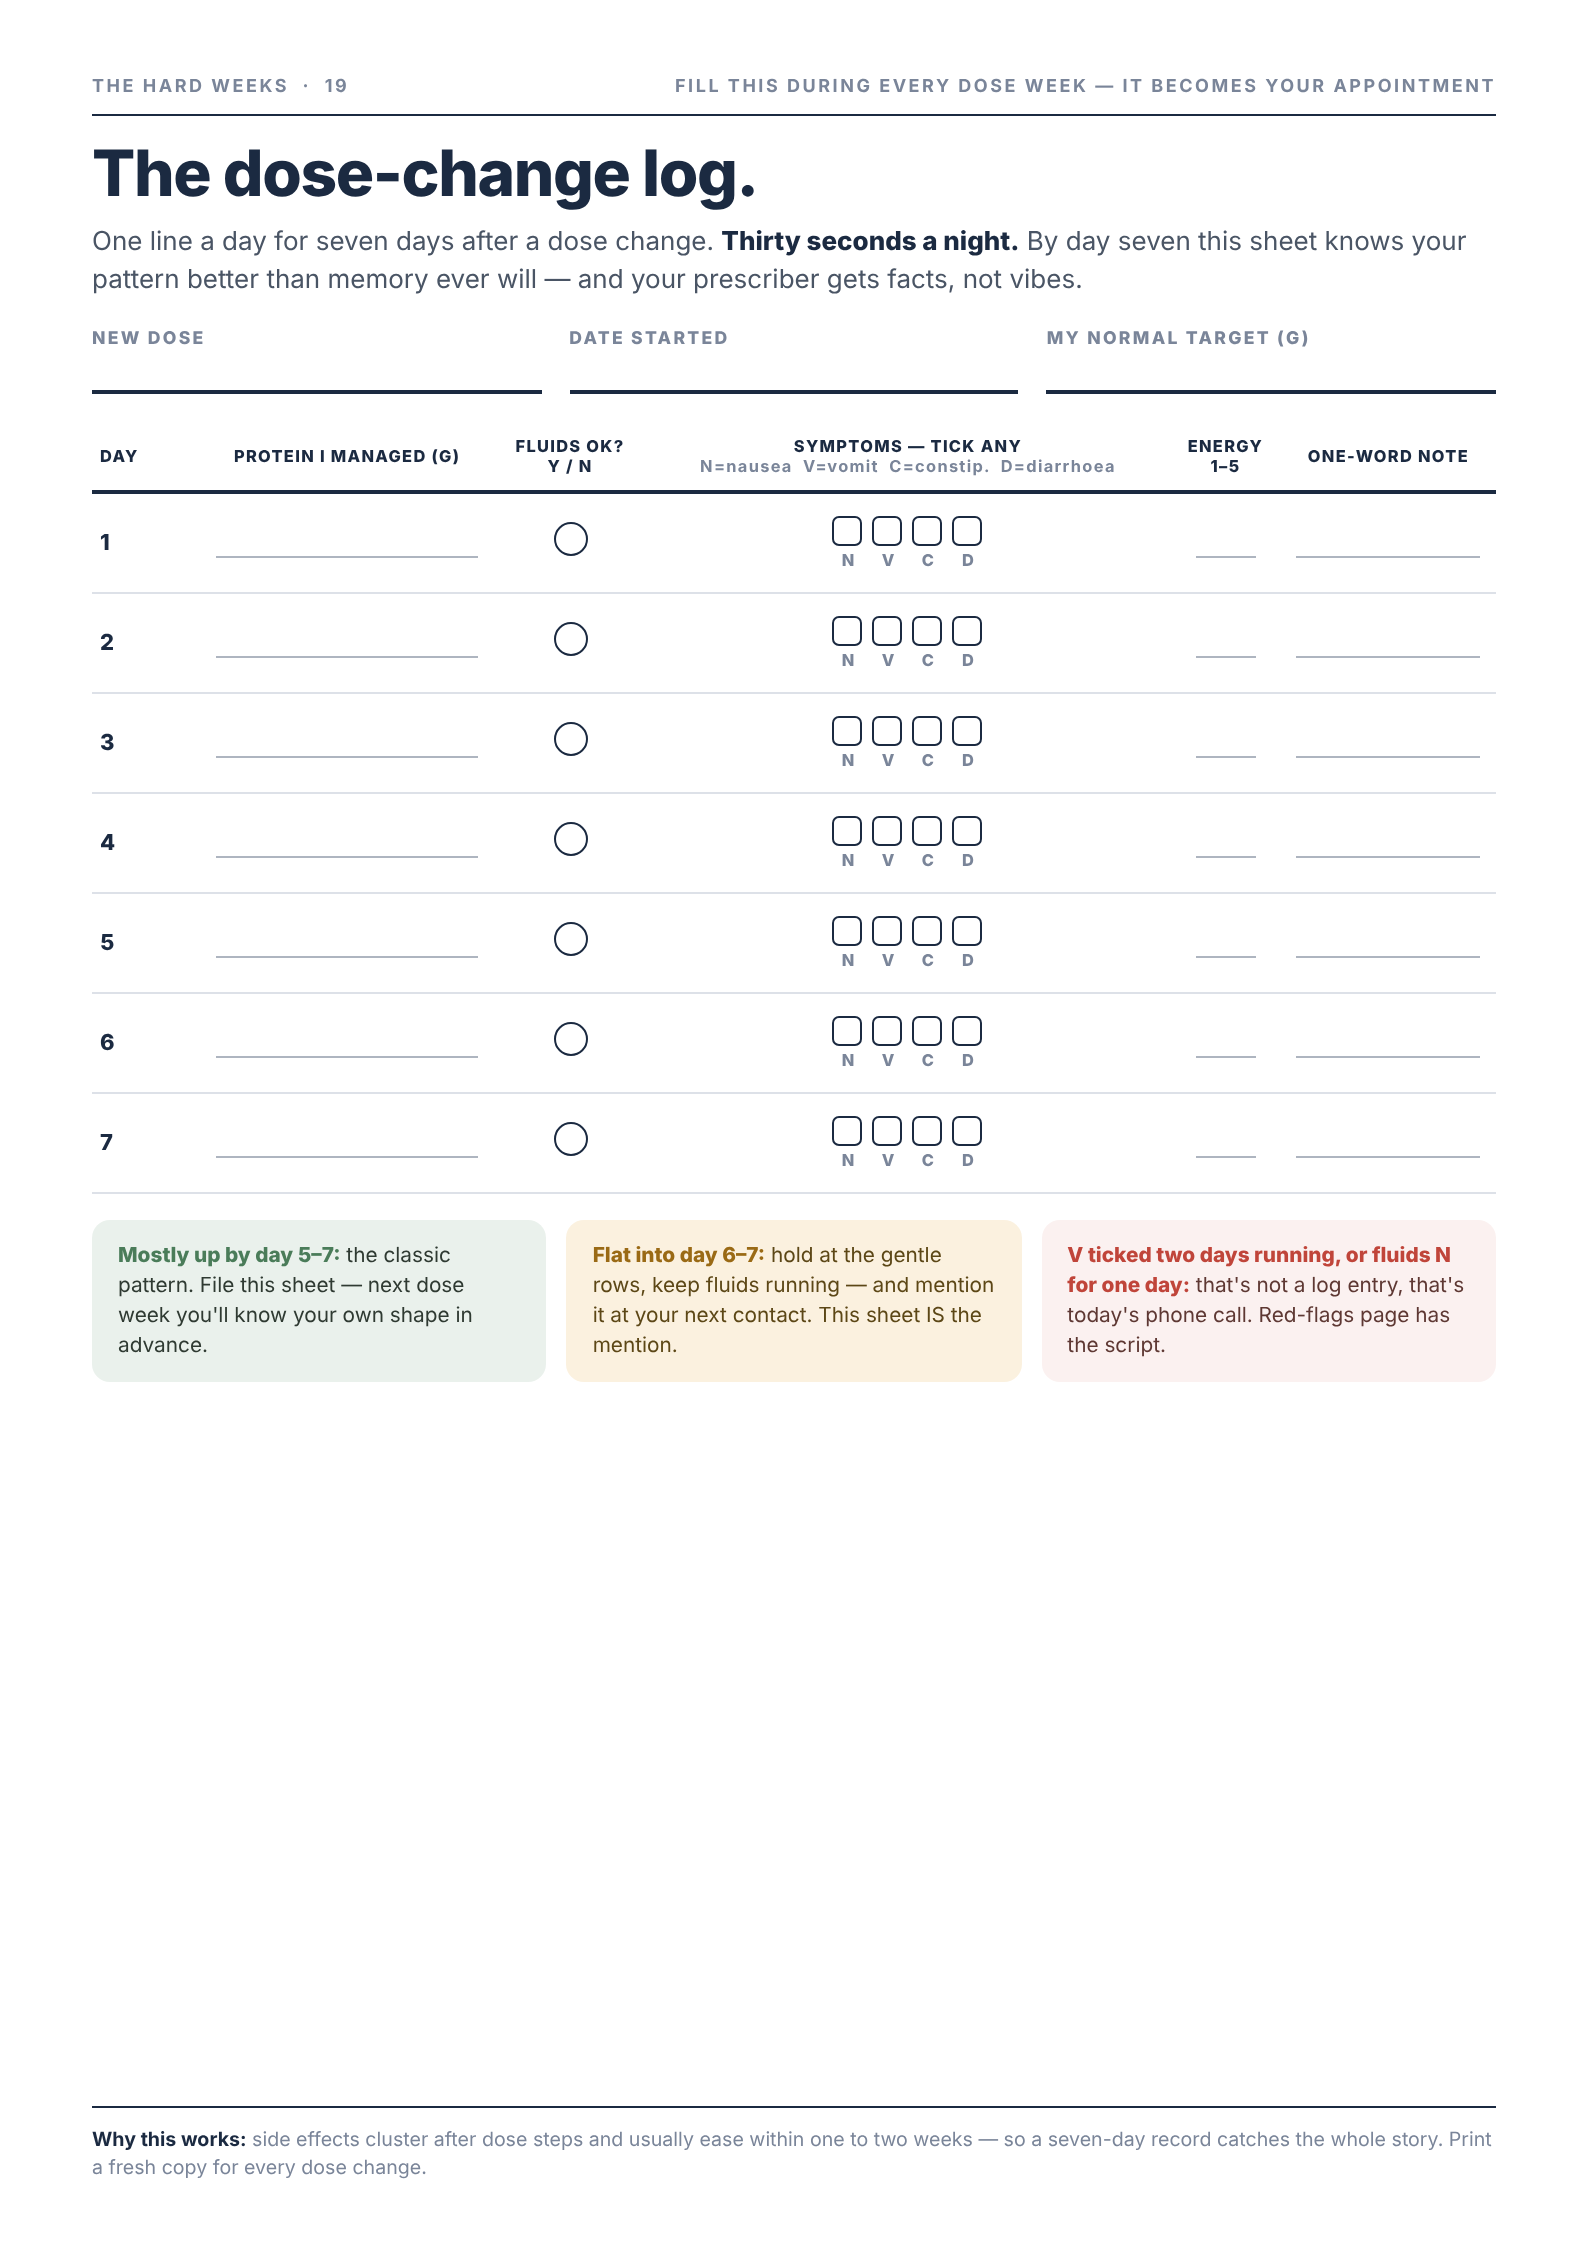 THE HARD WEEKS · 19
FILL THIS DURING EVERY DOSE WEEK — IT BECOMES YOUR APPOINTMENT
The dose-change log.
One line a day for seven days after a dose change. Thirty seconds a night. By day seven this sheet knows your
pattern better than memory ever will — and your prescriber gets facts, not vibes.
NEW DOSE
DATE STARTED
MY NORMAL TARGET (G)
DAY
PROTEIN I MANAGED (G)
FLUIDS OK?
Y / N
SYMPTOMS — TICK ANY
N=nausea V=vomit C=constip. D=diarrhoea
ENERGY
1–5
ONE-WORD NOTE
1
N V C D
2
N V C D
3
N V C D
4
N V C D
5
N V C D
6
N V C D
7
N V C D
Mostly up by day 5–7: the classic
pattern. File this sheet — next dose
week you'll know your own shape in
advance.
Flat into day 6–7: hold at the gentle
rows, keep fluids running — and mention
it at your next contact. This sheet IS the
mention.
V ticked two days running, or fluids N
for one day: that's not a log entry, that's
today's phone call. Red-flags page has
the script.
Why this works: side effects cluster after dose steps and usually ease within one to two weeks — so a seven-day record catches the whole story. Print
a fresh copy for every dose change.